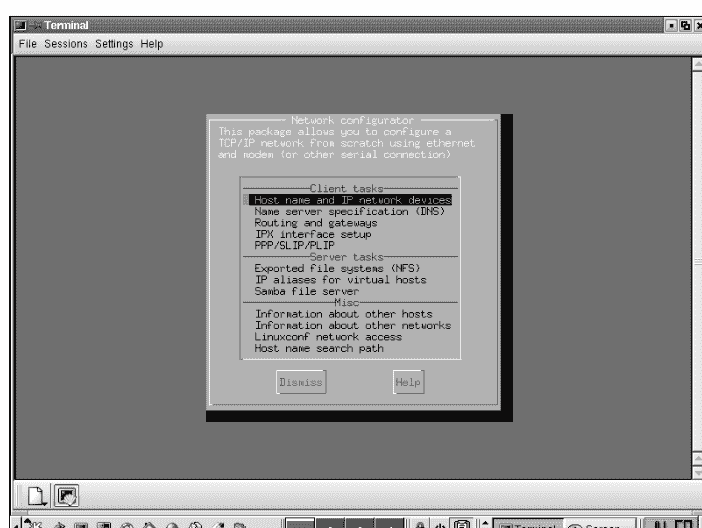 Terminal
File Sessions Settings Help
Network configurator
This package allows you to configure a
TCP/IP network from scratch using ethernet
and modem (or other serial connection)
Client tasks
Host name and IP network devices
Name server specification (DNS)
Routing and gateways
IPX interface setup
PPP/SLIP/PLIP
Server tasks
Exported file systems (NFS)
IP aliases for virtual hosts
Samba file server
Misc
Information about other hosts
Information about other networks
Linuxconf network access
Host name search path
Dismiss Help
Terminal